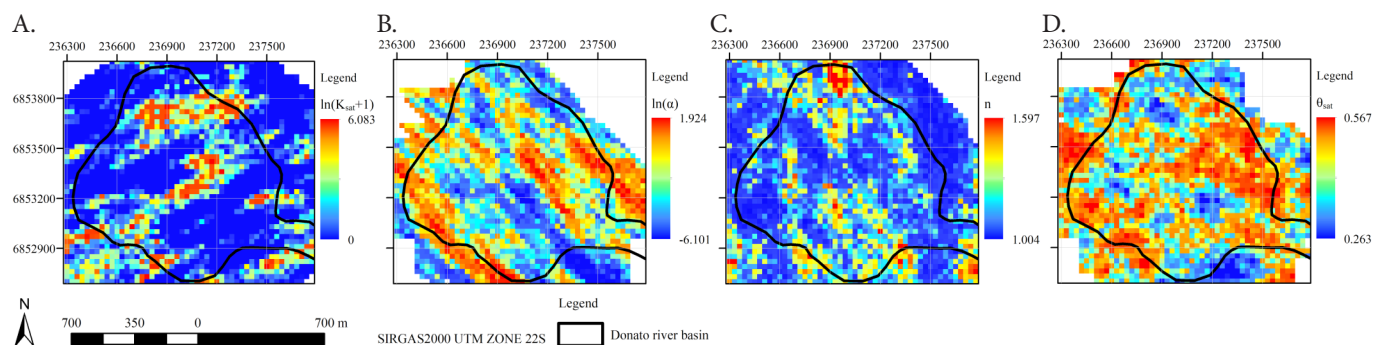 A. B. C. D.
236300 236600 236900 237200 237500
236300 236600 236900 237200 237500
236300 236600 236900 237200 237500
236300 236600 236900 237200 237500
6853800
6853500
6853200
6852900
Legend
ln(Ksat+1)
6.083
0
Legend
ln(α)
1.924
-6.101
Legend
n
1.597
1.004
Legend
θsat
0.567
0.263
N
700 350 0 700 m
SIRGAS2000 UTM ZONE 22S
Legend
Donato river basin